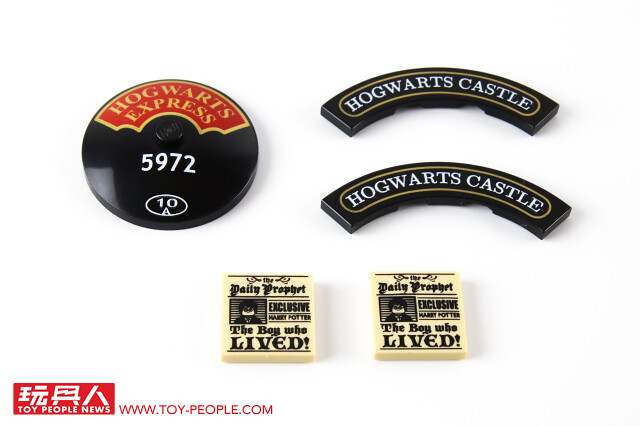 HOGWARTS
EXPRESS
5972
10
A
HOGWARTS CASTLE
HOGWARTS CASTLE
the
Daily Prophet
EXCLUSIVE
HARRY POTTER
The Boy who
LIVED!
the
Daily Prophet
EXCLUSIVE
HARRY POTTER
The Boy who
LIVED!
玩具人
TOY PEOPLE NEWS
WWW.TOY-PEOPLE.COM